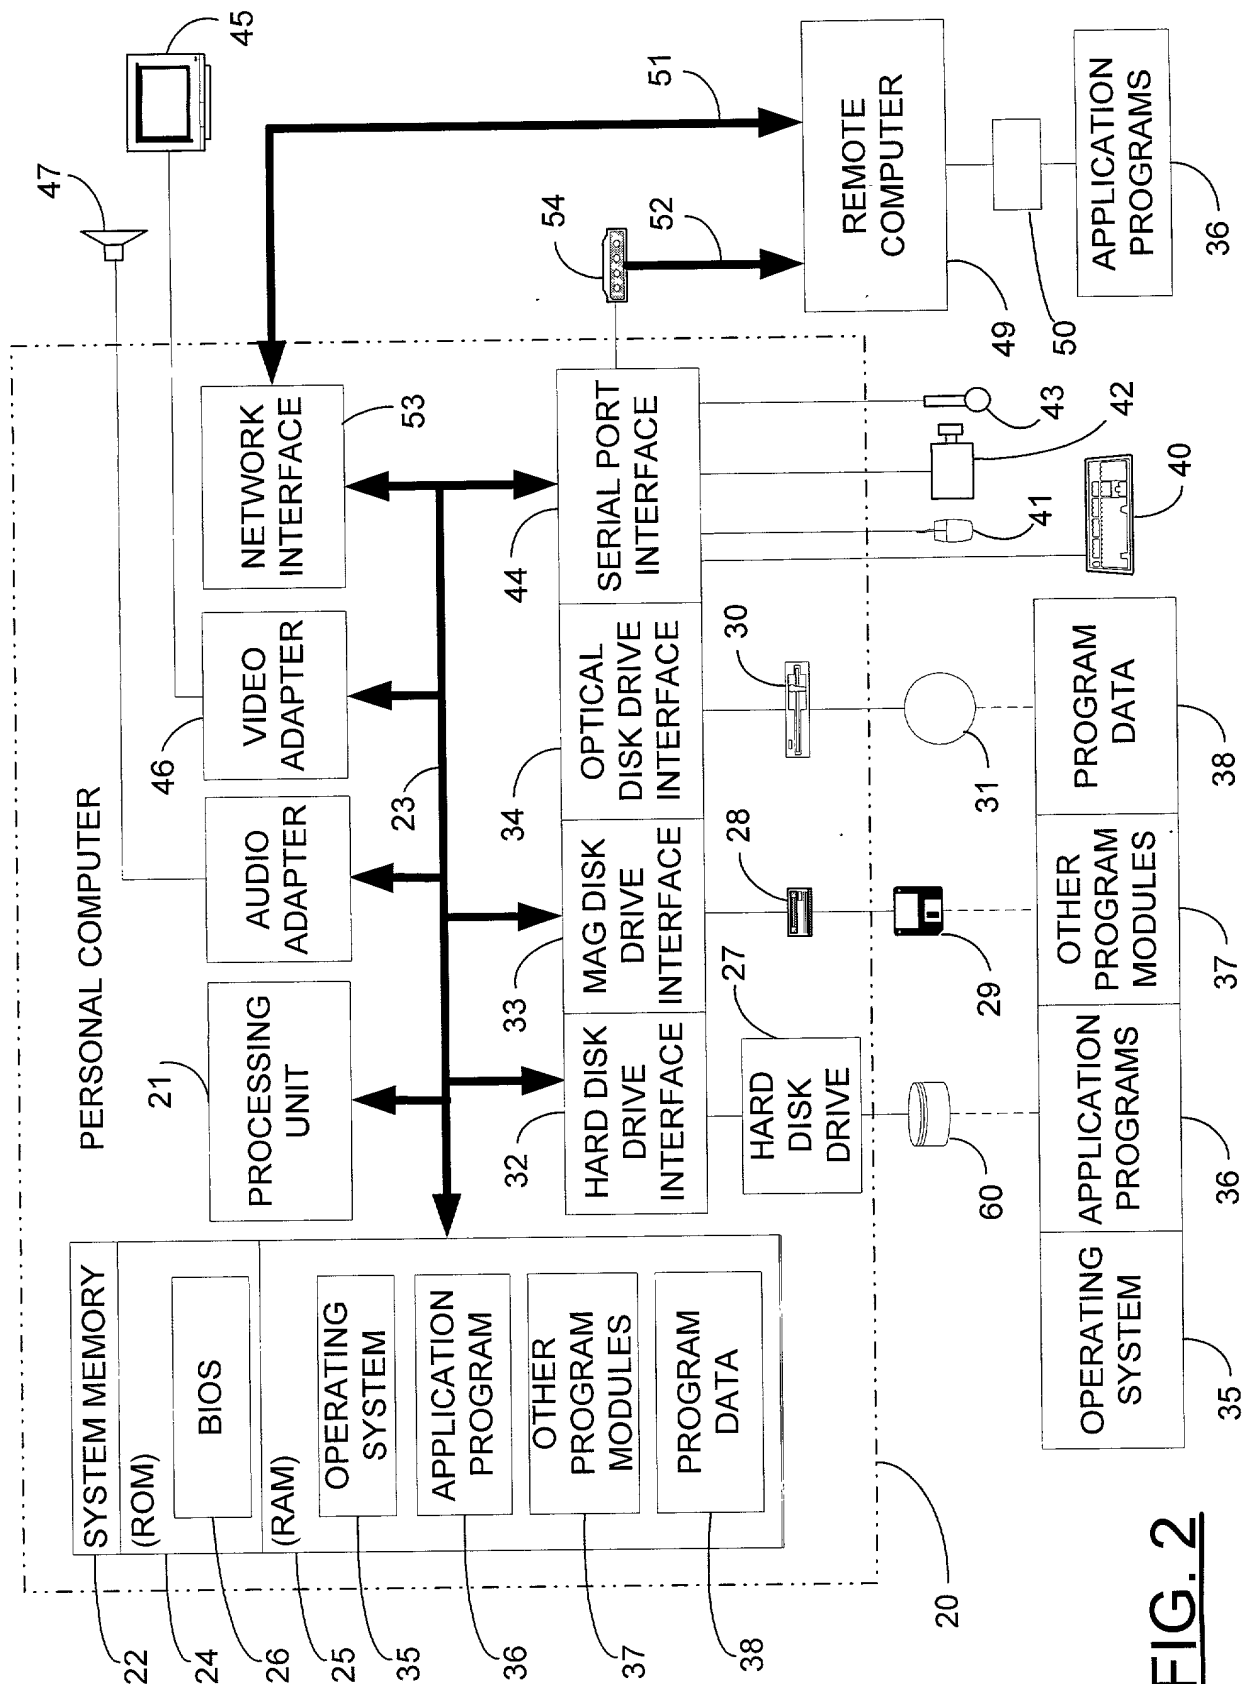 PERSONAL COMPUTER
22
SYSTEM MEMORY
24
(ROM)
26
BIOS
25
(RAM)
35
OPERATING
SYSTEM
36
APPLICATION
PROGRAM
37
OTHER
PROGRAM
MODULES
38
PROGRAM
DATA
21
PROCESSING
UNIT
AUDIO
ADAPTER
46
VIDEO
ADAPTER
NETWORK
INTERFACE
53
47
45
23
32
HARD DISK
DRIVE
INTERFACE
33
MAG DISK
DRIVE
INTERFACE
34
OPTICAL
DISK DRIVE
INTERFACE
44
SERIAL PORT
INTERFACE
54
52
51
27
HARD
DISK
DRIVE
28
30
20
60
29
31
41
40
42
43
REMOTE
COMPUTER
49
50
APPLICATION
PROGRAMS
36
OPERATING
SYSTEM
35
APPLICATION
PROGRAMS
36
OTHER
PROGRAM
MODULES
37
PROGRAM
DATA
38
FIG. 2